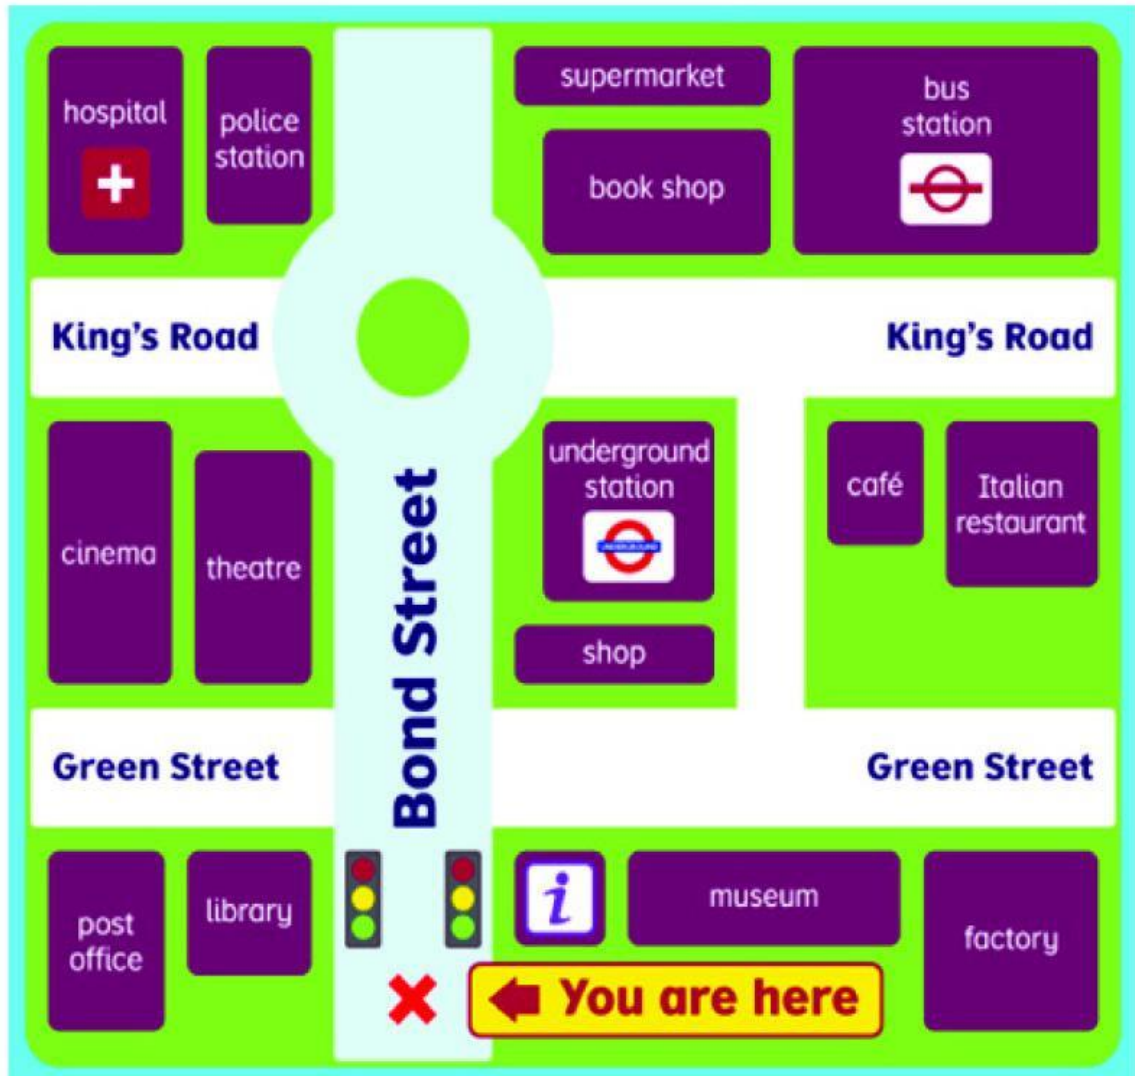 hospital
police
station
supermarket
book shop
bus
station
King's Road
King's Road
cinema
theatre
Bond Street
underground
station
UNDERGROUND
shop
café
Italian
restaurant
Green Street
Green Street
post
office
library
i
museum
factory
You are here